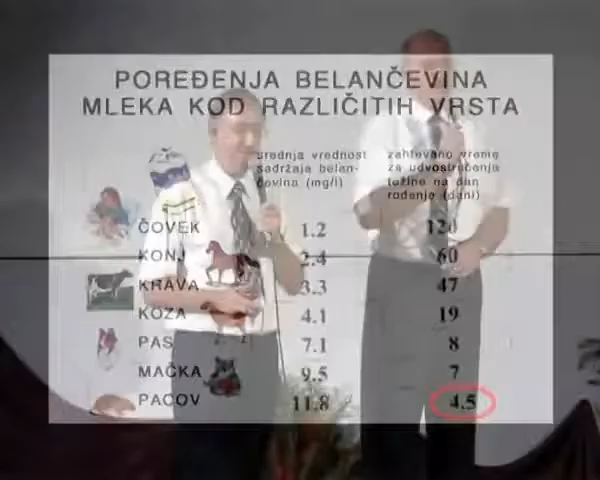 POREĐENJA BELANČEVINA
MLEKA KOD RAZLIČITIH VRSTA
srednja vrednost
sadržaja belan-
čevina (mg/l)
zahtevano vreme
za udvostručenje
težine na dan
rođenje (dani)
ČOVEK 1.2 120
KONJ 2.4 60
KRAVA 3.3 47
KOZA 4.1 19
PAS 7.1 8
MAČKA 9.5 7
PACOV 11.8 4.5